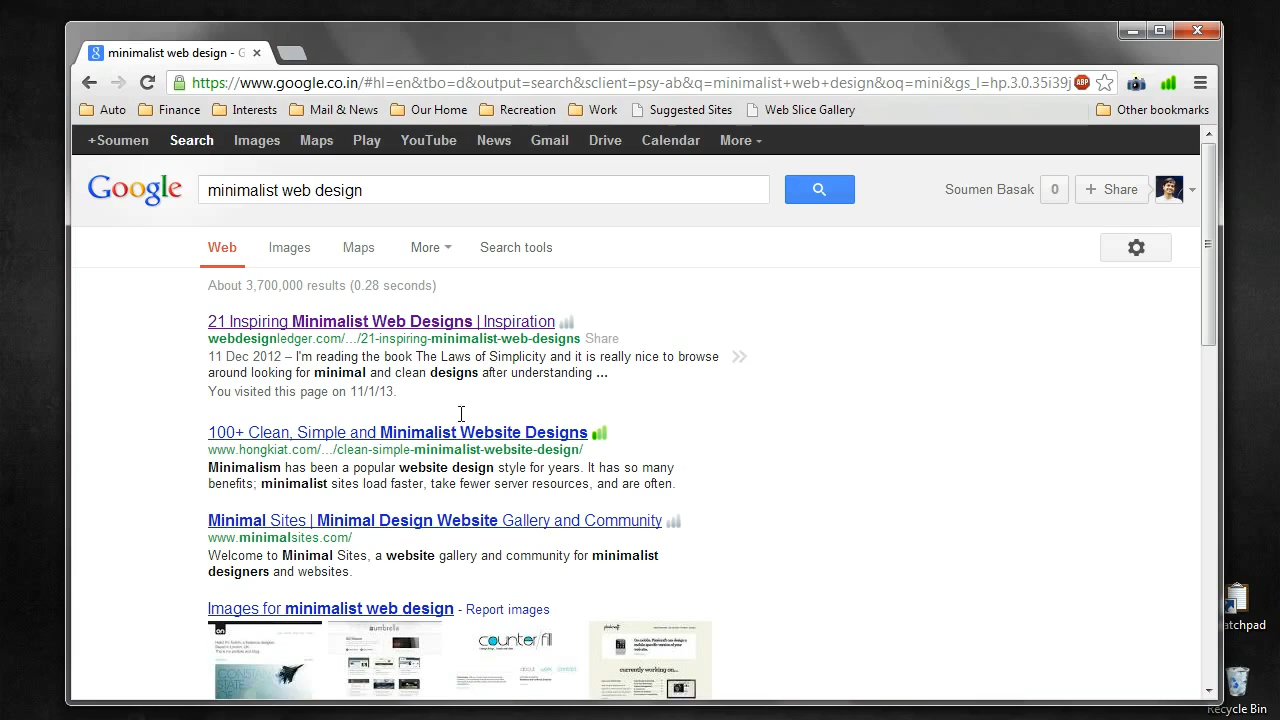 minimalist web design - G
https://www.google.co.in/#hl=en&tbo=d&output=search&sclient=psy-ab&q=minimalist+web+design&oq=mini&gs_l=hp.3.0.35i39j
ABP
Auto Finance Interests Mail & News Our Home Recreation Work Suggested Sites Web Slice Gallery Other bookmarks
+Soumen Search Images Maps Play YouTube News Gmail Drive Calendar More
Google minimalist web design Soumen Basak 0 + Share
Web Images Maps More Search tools
About 3,700,000 results (0.28 seconds)
21 Inspiring Minimalist Web Designs | Inspiration
webdesignledger.com/.../21-inspiring-minimalist-web-designs Share
11 Dec 2012 – I'm reading the book The Laws of Simplicity and it is really nice to browse
around looking for minimal and clean designs after understanding ...
You visited this page on 11/1/13.
100+ Clean, Simple and Minimalist Website Designs
www.hongkiat.com/.../clean-simple-minimalist-website-design/
Minimalism has been a popular website design style for years. It has so many
benefits; minimalist sites load faster, take fewer server resources, and are often.
Minimal Sites | Minimal Design Website Gallery and Community
www.minimalsites.com/
Welcome to Minimal Sites, a website gallery and community for minimalist
designers and websites.
Images for minimalist web design - Report images
an
umbrella
counterfil
about work contact
currently working on...
atchpad
Recycle Bin